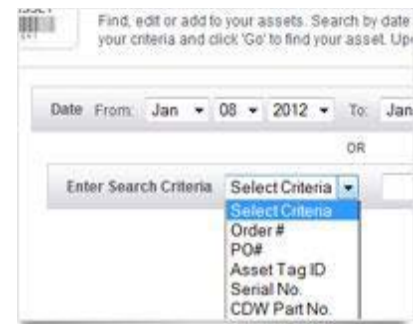 Find, edit or add to your assets. Search by date
your criteria and click 'Go' to find your asset. Up
Date From: Jan 08 2012 To: Jan
OR
Enter Search Criteria Select Criteria
Select Criteria
Order #
PO#
Asset Tag ID
Serial No.
CDW Part No.